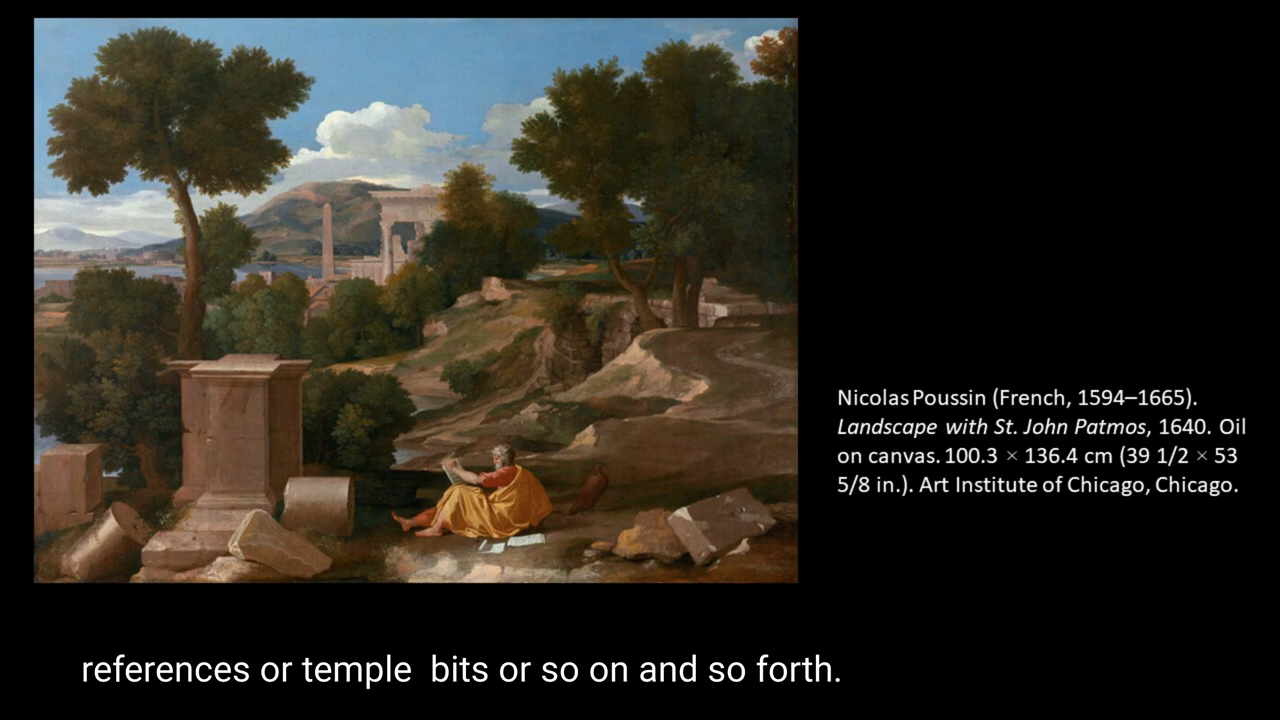 Nicolas Poussin (French, 1594–1665).
Landscape with St. John Patmos, 1640. Oil
on canvas. 100.3 × 136.4 cm (39 1/2 × 53
5/8 in.). Art Institute of Chicago, Chicago.
references or temple bits or so on and so forth.